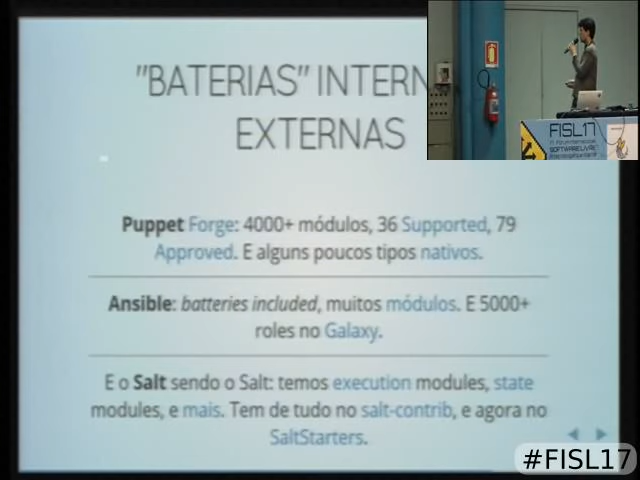 "BATERIAS" INTERN
EXTERNAS
Puppet Forge: 4000+ módulos, 36 Supported, 79
Approved. E alguns poucos tipos nativos.
Ansible: batteries included, muitos módulos. E 5000+
roles no Galaxy.
E o Salt sendo o Salt: temos execution modules, state
modules, e mais. Tem de tudo no salt-contrib, e agora no
SaltStarters.
FISL17
SOFTWARE LIVRE
#FISL17